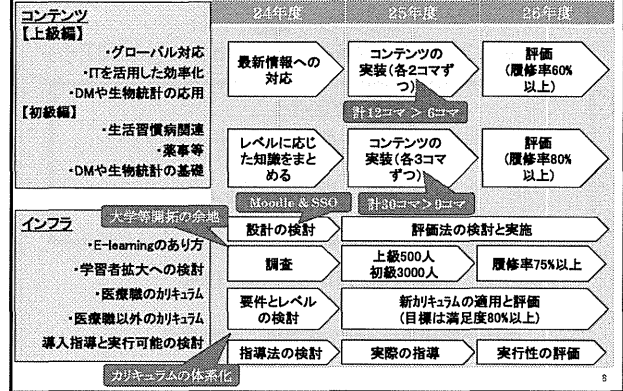 コンテンツ
24年度
25年度
26年度
【上級編】
・グローバル対応
・ITを活用した効率化
・DMや生物統計の応用
最新情報への
対応
コンテンツの
実装(各2コマず
つ)
評価
(履修率60%
以上)
計12コマ > 6コマ
【初級編】
・生活習慣病関連
・薬事等
・DMや生物統計の基礎
レベルに応じ
た知識をまと
める
コンテンツの
実装(各3コマ
ずつ)
評価
(履修率80%
以上)
Moodle & SSO
計30コマ>9コマ
大学等開拓の余地
インフラ
・E-learningのあり方
設計の検討
評価法の検討と実施
・学習者拡大への検討
調査
上級500人
初級3000人
履修率75%以上
・医療職のカリキュラム
・医療職以外のカリキュラム
要件とレベル
の検討
新カリキュラムの適用と評価
(目標は満足度80%以上)
導入指導と実行可能の検討
指導法の検討
実際の指導
実行性の評価
カリキュラムの体系化
8